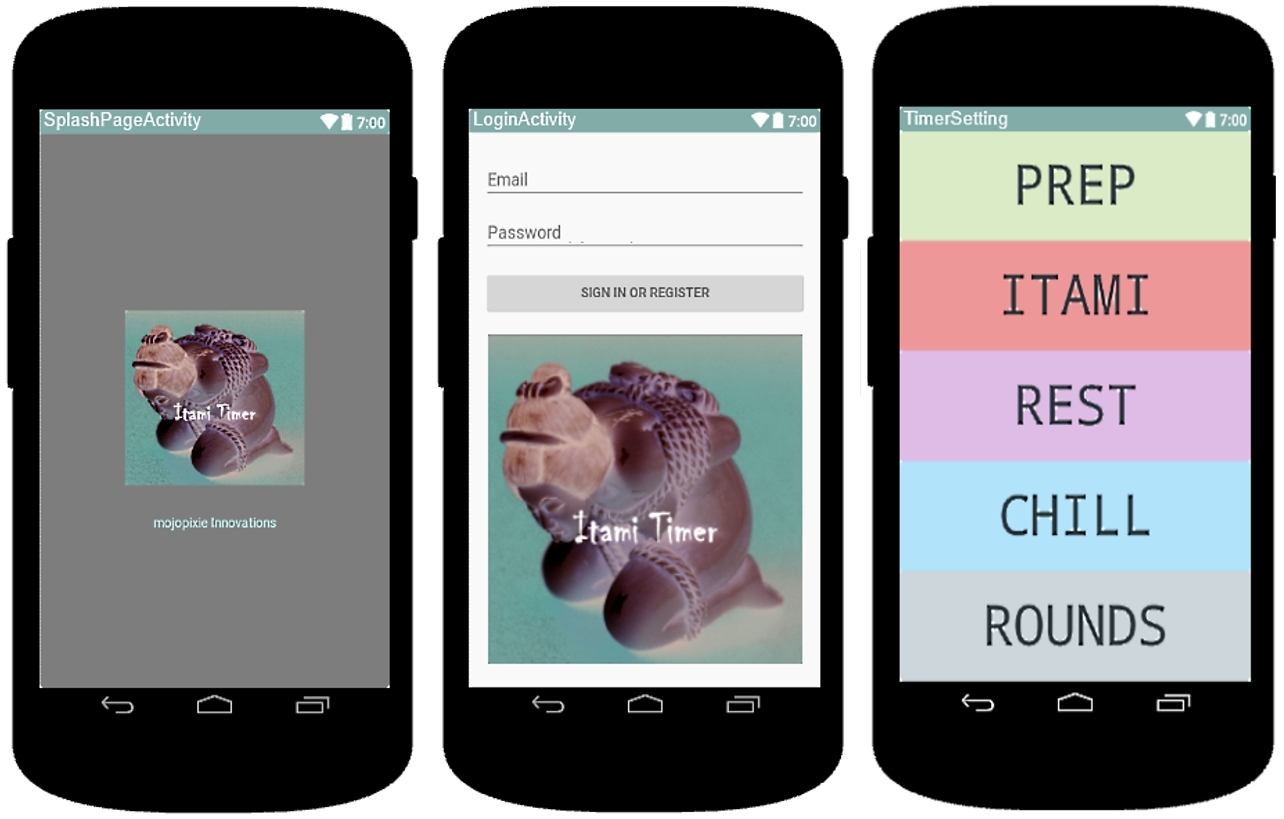 SplashPageActivity
7:00
Itami Timer
mojopixie Innovations
LoginActivity
7:00
Email
Password
SIGN IN OR REGISTER
Itami Timer
TimerSetting
7:00
PREP
ITAMI
REST
CHILL
ROUNDS